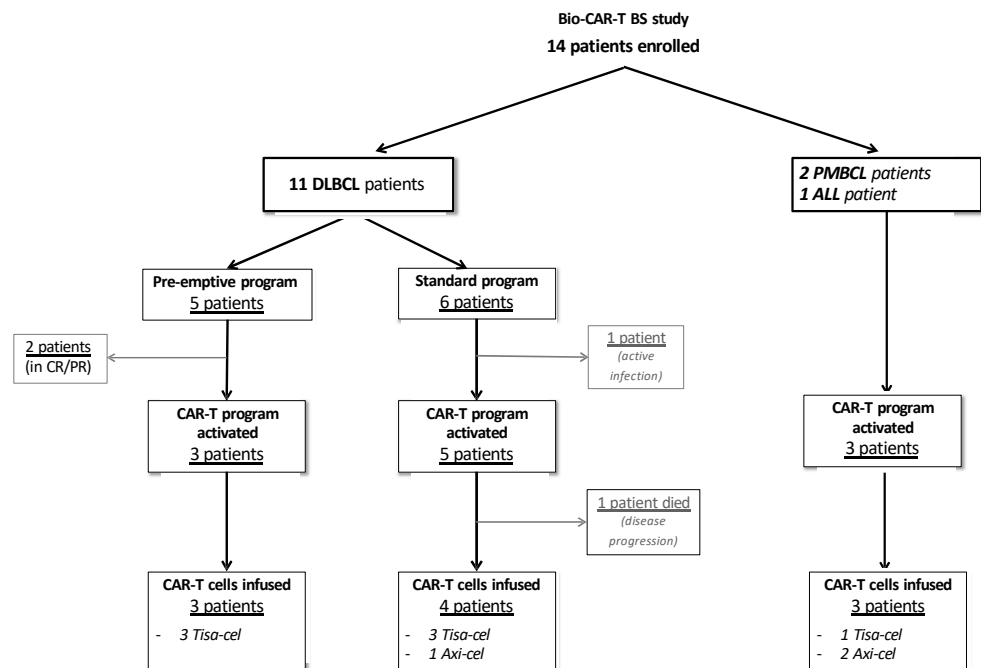 Bio-CAR-T BS study
14 patients enrolled
11 DLBCL patients
2 PMBCL patients
1 ALL patient
Pre-emptive program
5 patients
Standard program
6 patients
2 patients
(in CR/PR)
1 patient
(active
infection)
CAR-T program
activated
3 patients
CAR-T program
activated
5 patients
CAR-T program
activated
3 patients
1 patient died
(disease
progression)
CAR-T cells infused
3 patients
- 3 Tisa-cel
CAR-T cells infused
4 patients
- 3 Tisa-cel
- 1 Axi-cel
CAR-T cells infused
3 patients
- 1 Tisa-cel
- 2 Axi-cel